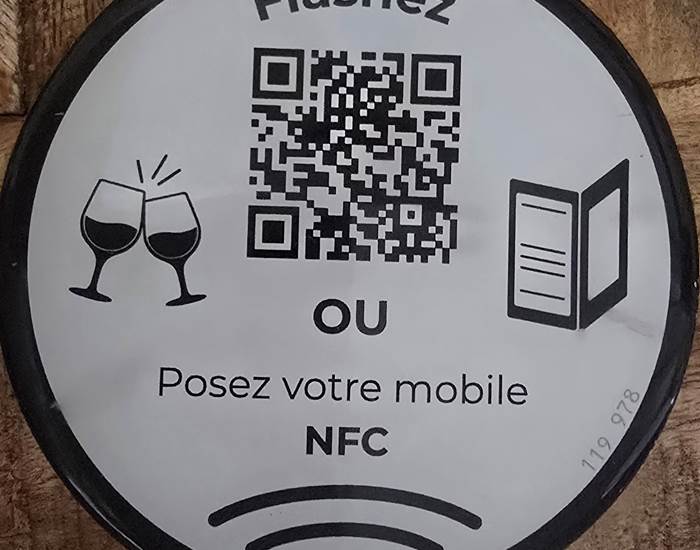 Flashez
OU
Posez votre mobile
NFC
119 978